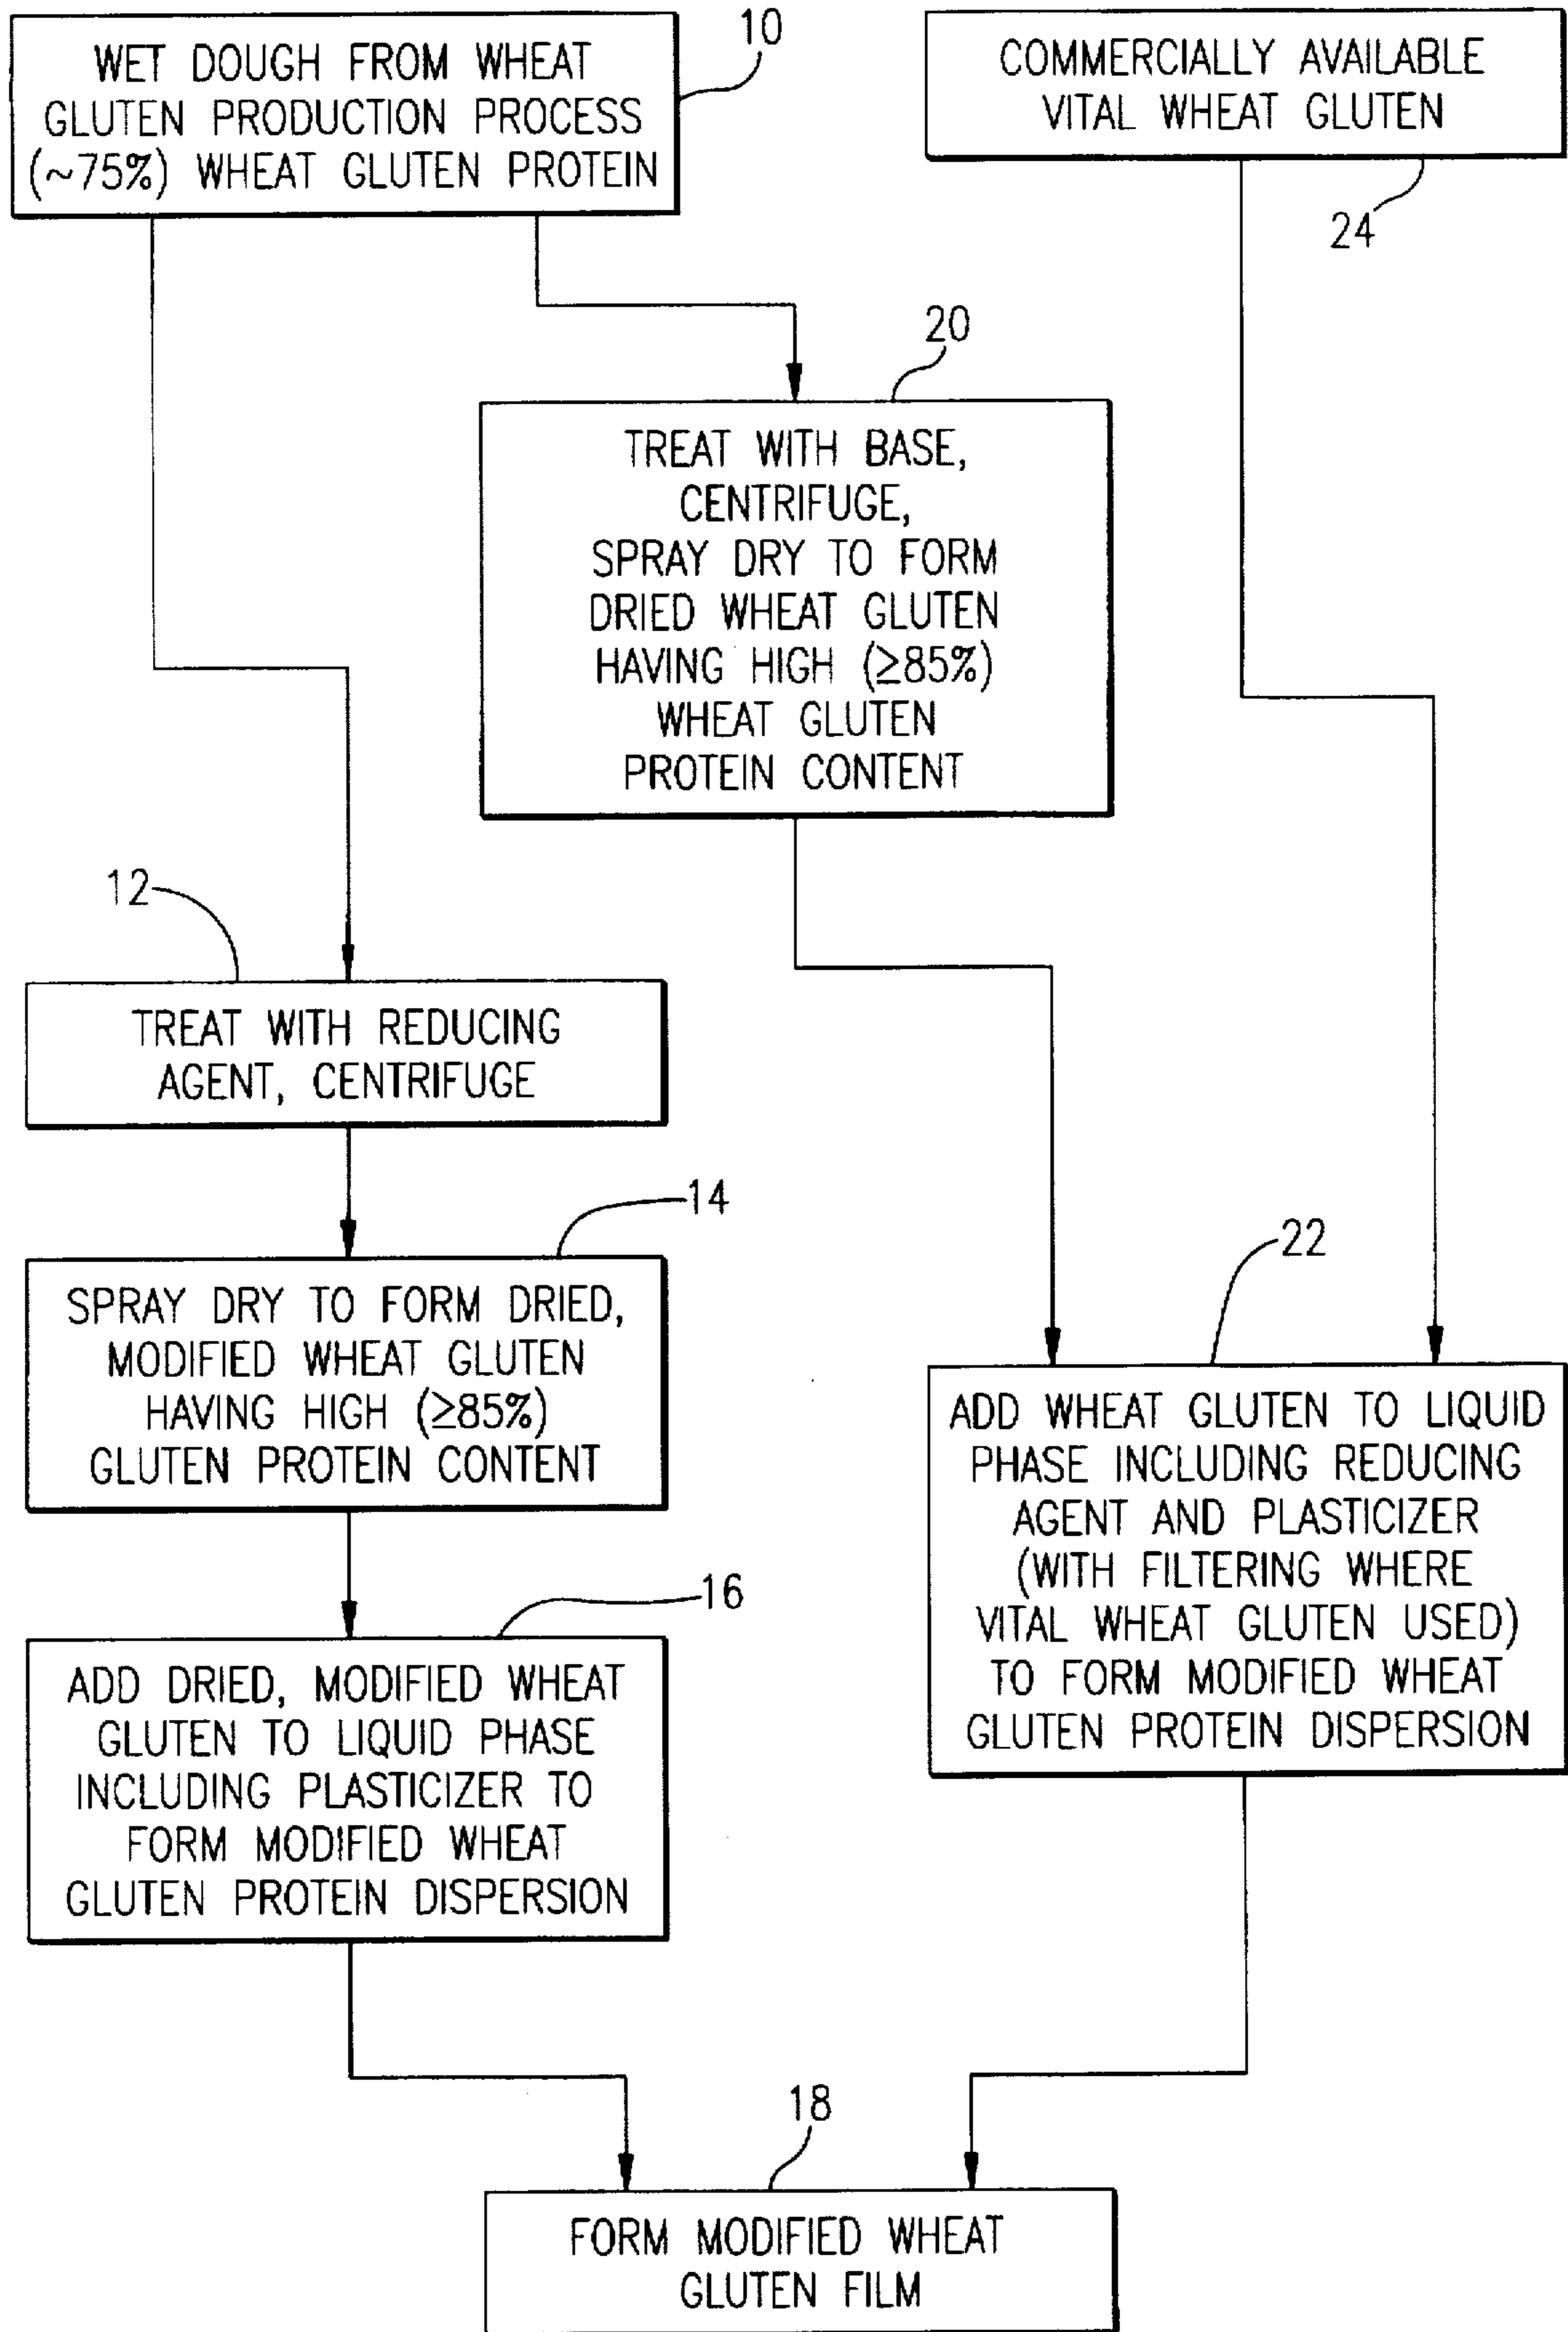 WET DOUGH FROM WHEAT
GLUTEN PRODUCTION PROCESS
(~75%) WHEAT GLUTEN PROTEIN
10
COMMERCIALLY AVAILABLE
VITAL WHEAT GLUTEN
24
20
TREAT WITH BASE,
CENTRIFUGE,
SPRAY DRY TO FORM
DRIED WHEAT GLUTEN
HAVING HIGH (≥85%)
WHEAT GLUTEN
PROTEIN CONTENT
12
TREAT WITH REDUCING
AGENT, CENTRIFUGE
14
SPRAY DRY TO FORM DRIED,
MODIFIED WHEAT GLUTEN
HAVING HIGH (≥85%)
GLUTEN PROTEIN CONTENT
22
ADD WHEAT GLUTEN TO LIQUID
PHASE INCLUDING REDUCING
AGENT AND PLASTICIZER
(WITH FILTERING WHERE
VITAL WHEAT GLUTEN USED)
TO FORM MODIFIED WHEAT
GLUTEN PROTEIN DISPERSION
16
ADD DRIED, MODIFIED WHEAT
GLUTEN TO LIQUID PHASE
INCLUDING PLASTICIZER TO
FORM MODIFIED WHEAT
GLUTEN PROTEIN DISPERSION
18
FORM MODIFIED WHEAT
GLUTEN FILM